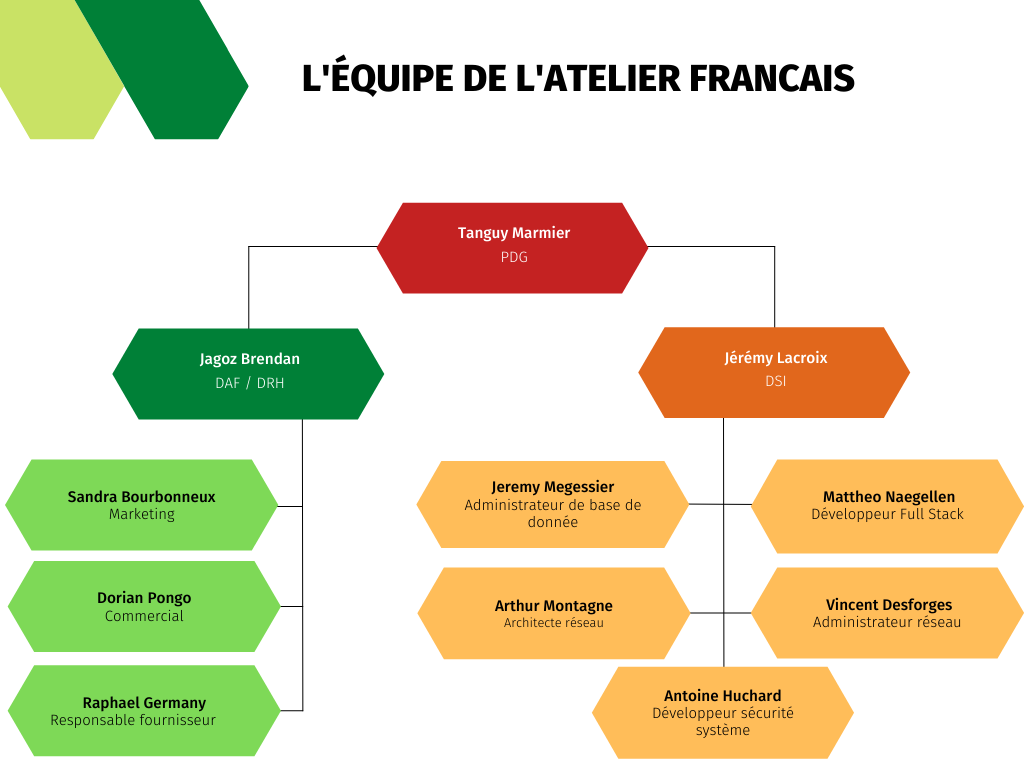 L'ÉQUIPE DE L'ATELIER FRANCAIS
Tanguy Marmier
PDG
Jagoz Brendan
DAF / DRH
Jérémy Lacroix
DSI
Sandra Bourbonneux
Marketing
Dorian Pongo
Commercial
Raphael Germany
Responsable fournisseur
Jeremy Megessier
Administrateur de base de
donnée
Mattheo Naegellen
Développeur Full Stack
Arthur Montagne
Architecte réseau
Vincent Desforges
Administrateur réseau
Antoine Huchard
Développeur sécurité
système